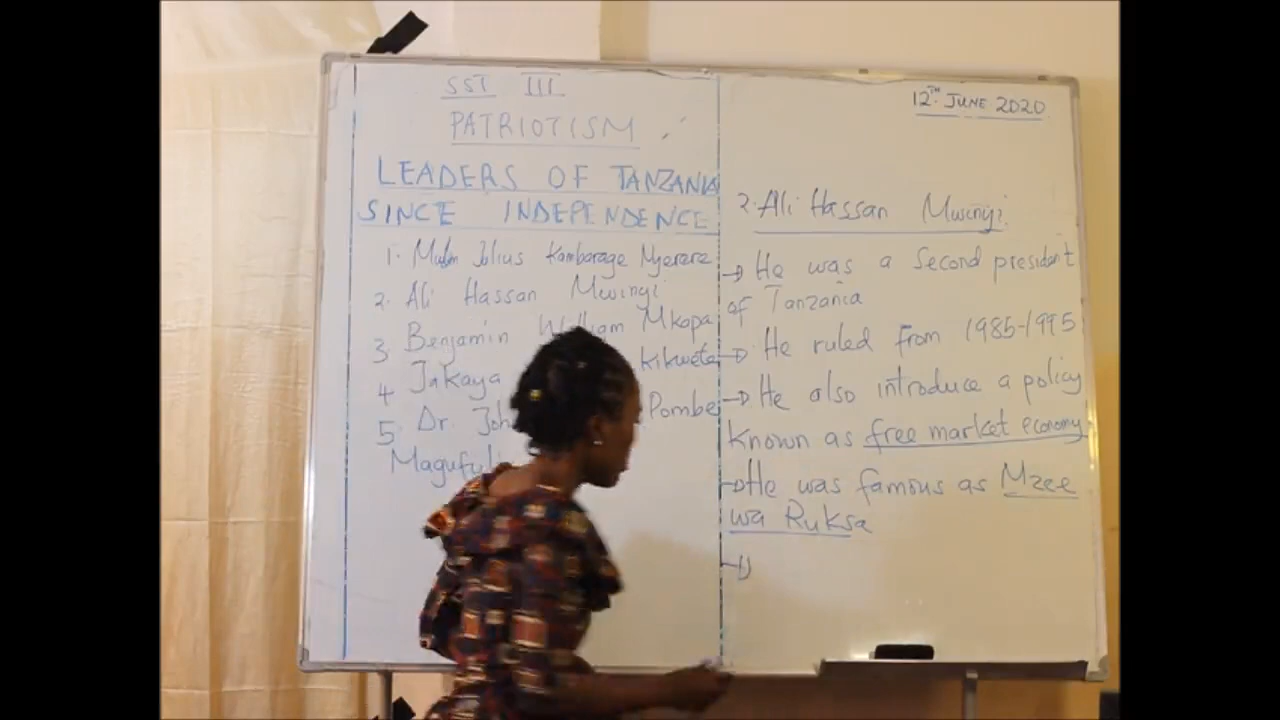 SST III
PATRIOTISM
LEADERS OF TANZANIA
SINCE INDEPENDENCE
1. Julius Kambarage Nyerere
2. Ali Hassan Mwinyi
3 Benjamin William Mkapa
4 Jakaya Kikwete
5. Dr. Joh Pombe
Magufuli
12TH JUNE 2020
2. Ali Hassan Mwinyi.
→ He was a second president
of Tanzania
→ He ruled from 1985-1995
→ He also introduce a policy
known as free market economy
→ He was famous as Mzee
wa Ruksa